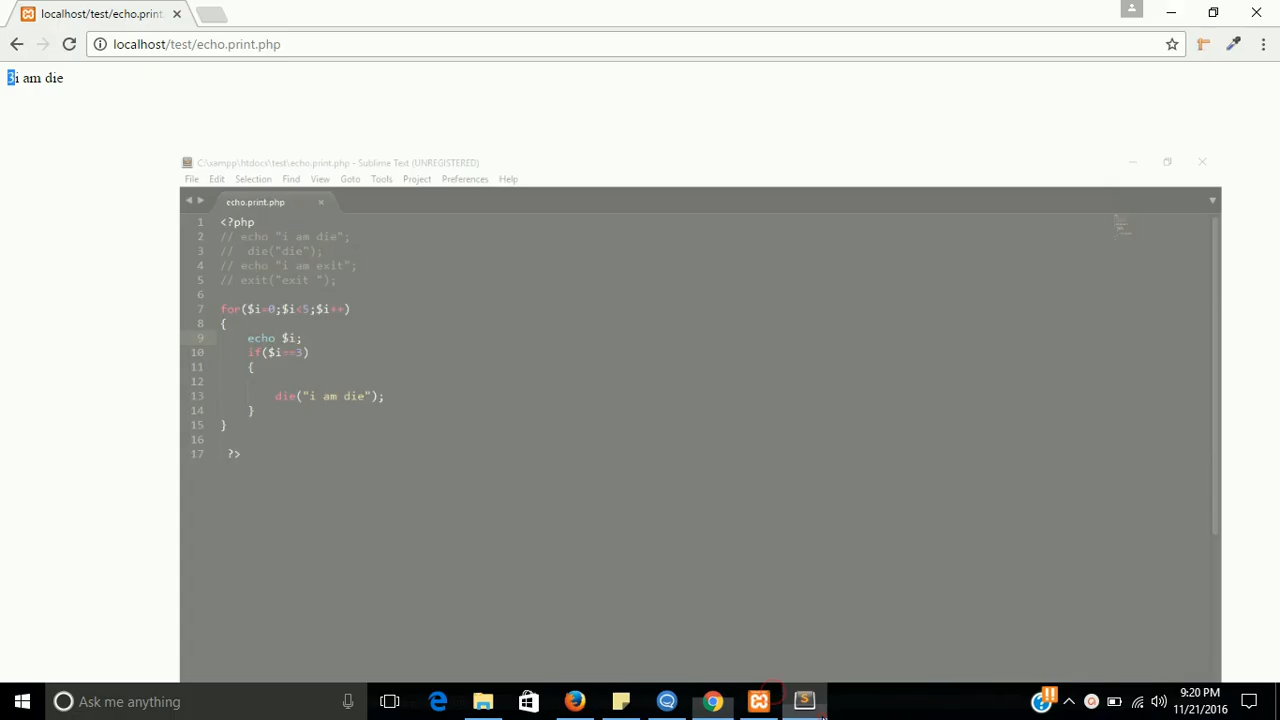 localhost/test/echo.print.
localhost/test/echo.print.php
3i am die
C:\xampp\htdocs\test\echo.print.php - Sublime Text (UNREGISTERED)
File Edit Selection Find View Goto Tools Project Preferences Help
echo.print.php
1 <?php
2 // echo "i am die";
3 //  die("die");
4 // echo "i am exit";
5 // exit("exit ");
6
7 for($i=0;$i<5;$i++)
8 {
9     echo $i;
10     if($i==3)
11     {
12
13         die("i am die");
14     }
15 }
16
17  ?>
Ask me anything
9:20 PM
11/21/2016